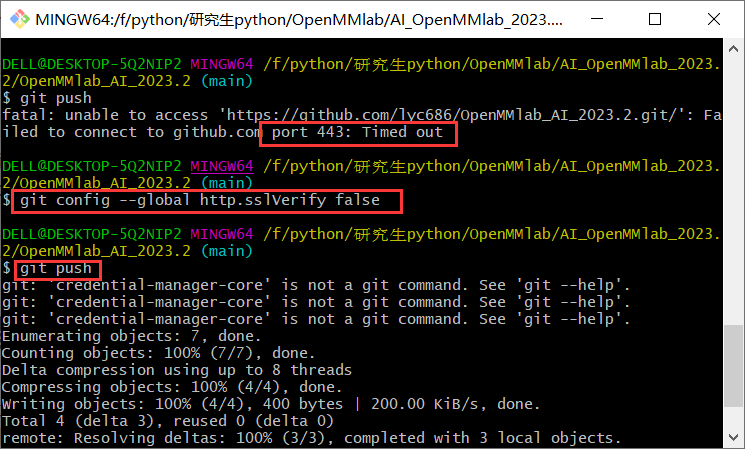 MINGW64:/f/python/研究生python/OpenMMlab/AI_OpenMMlab_2023....
DELL@DESKTOP-5Q2NIP2 MINGW64 /f/python/研究生python/OpenMMlab/AI_OpenMMlab_2023.
2/OpenMMlab_AI_2023.2 (main)
$ git push
fatal: unable to access 'https://github.com/lyc686/OpenMMlab_AI_2023.2.git/': Fa
iled to connect to github.com port 443: Timed out
DELL@DESKTOP-5Q2NIP2 MINGW64 /f/python/研究生python/OpenMMlab/AI_OpenMMlab_2023.
2/OpenMMlab_AI_2023.2 (main)
$ git config --global http.sslVerify false
DELL@DESKTOP-5Q2NIP2 MINGW64 /f/python/研究生python/OpenMMlab/AI_OpenMMlab_2023.
2/OpenMMlab_AI_2023.2 (main)
$ git push
git: 'credential-manager-core' is not a git command. See 'git --help'.
git: 'credential-manager-core' is not a git command. See 'git --help'.
git: 'credential-manager-core' is not a git command. See 'git --help'.
Enumerating objects: 7, done.
Counting objects: 100% (7/7), done.
Delta compression using up to 8 threads
Compressing objects: 100% (4/4), done.
Writing objects: 100% (4/4), 400 bytes | 200.00 KiB/s, done.
Total 4 (delta 3), reused 0 (delta 0)
remote: Resolving deltas: 100% (3/3), completed with 3 local objects.